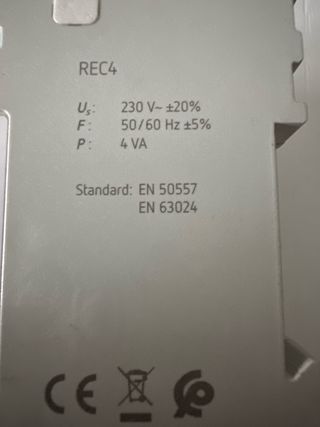 REC4
Us: 230 V~ ±20%
F: 50/60 Hz ±5%
P: 4 VA
Standard: EN 50557
EN 63024
CE